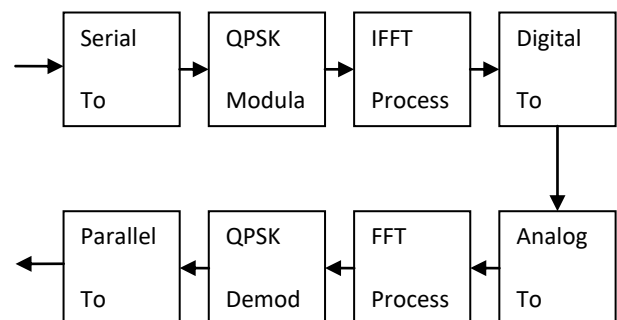 Serial
To
QPSK
Modula
IFFT
Process
Digital
To
Parallel
To
QPSK
Demod
FFT
Process
Analog
To